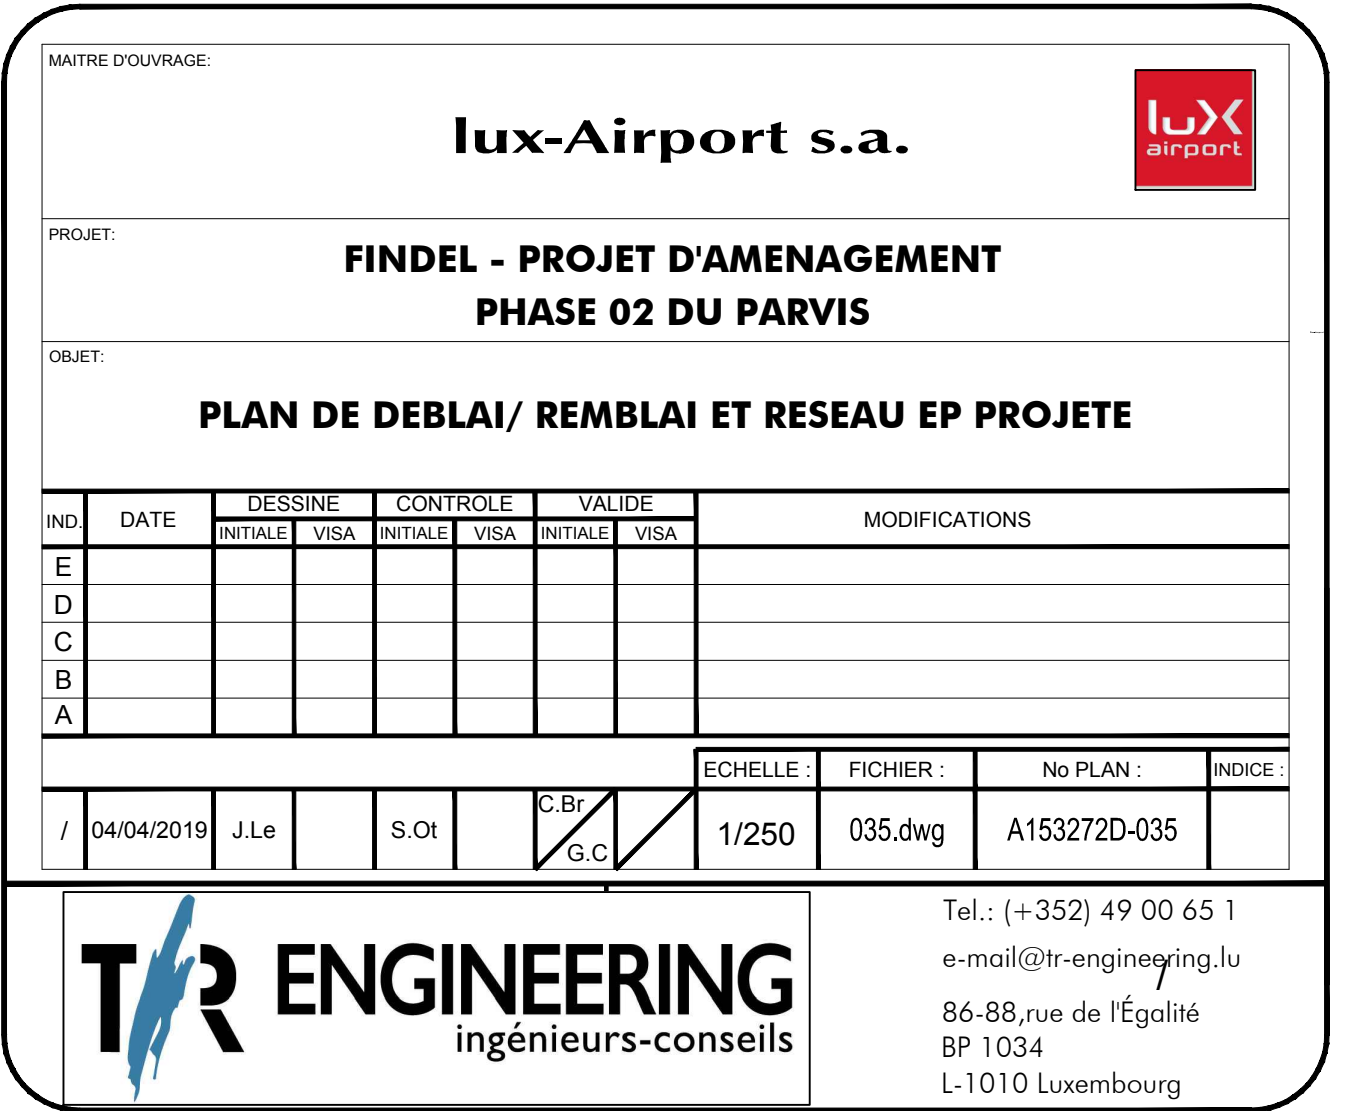 MAITRE D'OUVRAGE:
lux-Airport s.a.
lux
airport
PROJET:
FINDEL - PROJET D'AMENAGEMENT
PHASE 02 DU PARVIS
OBJET:
PLAN DE DEBLAI/ REMBLAI ET RESEAU EP PROJETE
IND. DATE DESSINE CONTROLE VALIDE MODIFICATIONS
INITIALE VISA INITIALE VISA INITIALE VISA
E
D
C
B
A
ECHELLE : FICHIER : No PLAN : INDICE :
/ 04/04/2019 J.Le S.Ot C.Br G.C 1/250 035.dwg A153272D-035
TR ENGINEERING
ingénieurs-conseils
Tel.: (+352) 49 00 65 1
e-mail@tr-engineering.lu
/
86-88,rue de l'Égalité
BP 1034
L-1010 Luxembourg